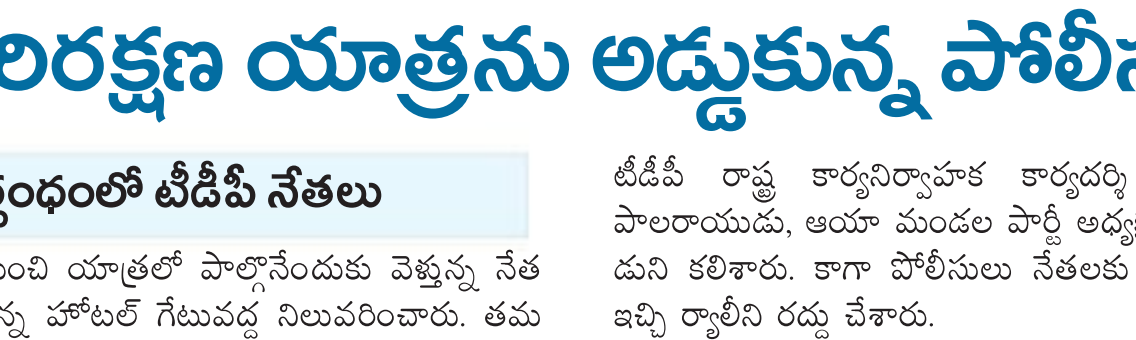 రిరక్షణ యాత్రను అడ్డుకున్న పోలీస
ర్బంధంలో టీడీపీ నేతలు
నుంచి యాత్రలో పాల్గొనేందుకు వెళ్తున్న నేత
న్న హోటల్ గేటువద్ద నిలువరించారు. తమ
టీడీపీ రాష్ట్ర కార్యనిర్వాహక కార్యదర్శి
పాలరాయుడు, ఆయా మండల పార్టీ అధ్యక్ష
డుని కలిశారు. కాగా పోలీసులు నేతలకు
ఇచ్చి ర్యాలీని రద్దు చేశారు.